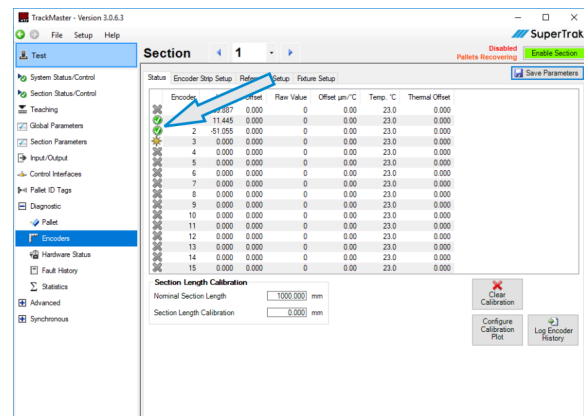 TrackMaster - Version 3.0.6.3
File Setup Help
SuperTrak
Test
Section 1
Disabled
Pallets Recovering
Enable Section
Save Parameters
System Status/Control
Section Status/Control
Teaching
Global Parameters
Section Parameters
Input/Output
Control Interfaces
Pallet ID Tags
Diagnostic
Pallet
Encoders
Hardware Status
Fault History
Statistics
Advanced
Synchronous
Status Encoder Strip Setup Setup Fixture Setup
Encoder Offset Raw Value Offset µm/°C Temp. °C Thermal Offset
0.000 0 0.00 23.0 0.000
11.445 0.000 0 0.00 23.0 0.000
2 -51.055 0.000 0 0.00 23.0 0.000
3 0.000 0.000 0 0.00 23.0 0.000
4 0.000 0.000 0 0.00 23.0 0.000
5 0.000 0.000 0 0.00 23.0 0.000
6 0.000 0.000 0 0.00 23.0 0.000
7 0.000 0.000 0 0.00 23.0 0.000
8 0.000 0.000 0 0.00 23.0 0.000
9 0.000 0.000 0 0.00 23.0 0.000
10 0.000 0.000 0 0.00 23.0 0.000
11 0.000 0.000 0 0.00 23.0 0.000
12 0.000 0.000 0 0.00 23.0 0.000
13 0.000 0.000 0 0.00 23.0 0.000
14 0.000 0.000 0 0.00 23.0 0.000
15 0.000 0.000 0 0.00 23.0 0.000
Section Length Calibration
Nominal Section Length 1000.000 mm
Section Length Calibration 0.000 mm
Clear
Calibration
Configure
Calibration
Plot
Log Encoder
History